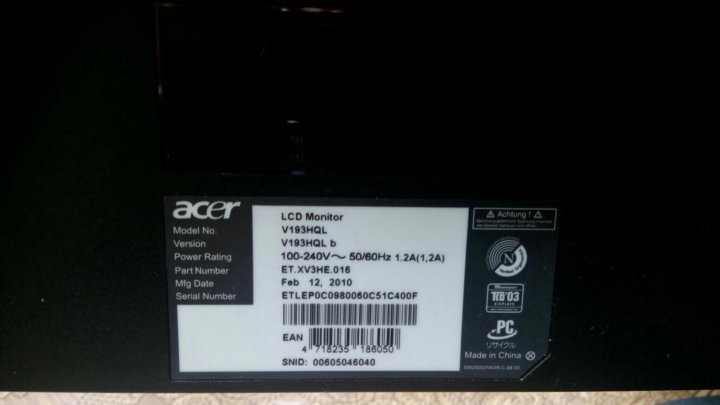 acer
LCD Monitor
Model No. V193HQL
Version V193HQL b
Power Rating 100-240V～ 50/60Hz 1.2A(1,2A)
Part Number ET.XV3HE.016
Mfg Date Feb 12, 2010
Serial Number ETLEP0C0980060C51C400F
EAN
4 718235 186050
SNID: 00605046040
Achtung !
N
TCO'03
DISPLAYS
PC
リサイクル
Made in China